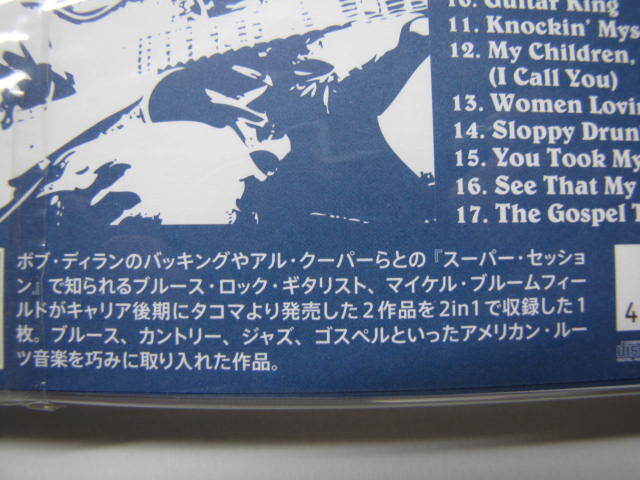 10. Guitar King
11. Knockin' Myse
12. My Children,
(I Call You)
13. Women Lovi
14. Sloppy Drun
15. You Took My
16. See That My
17. The Gospel T
ボブ・ディランのバッキングやアル・クーパーらとの『スーパー・セッショ
ン』で知られるブルース・ロック・ギタリスト、マイケル・ブルームフィー
ルドがキャリア後期にタコマより発売した2作品を2in1で収録した1
枚。ブルース、カントリー、ジャズ、ゴスペルといったアメリカン・ルー
ツ音楽を巧みに取り入れた作品。
4